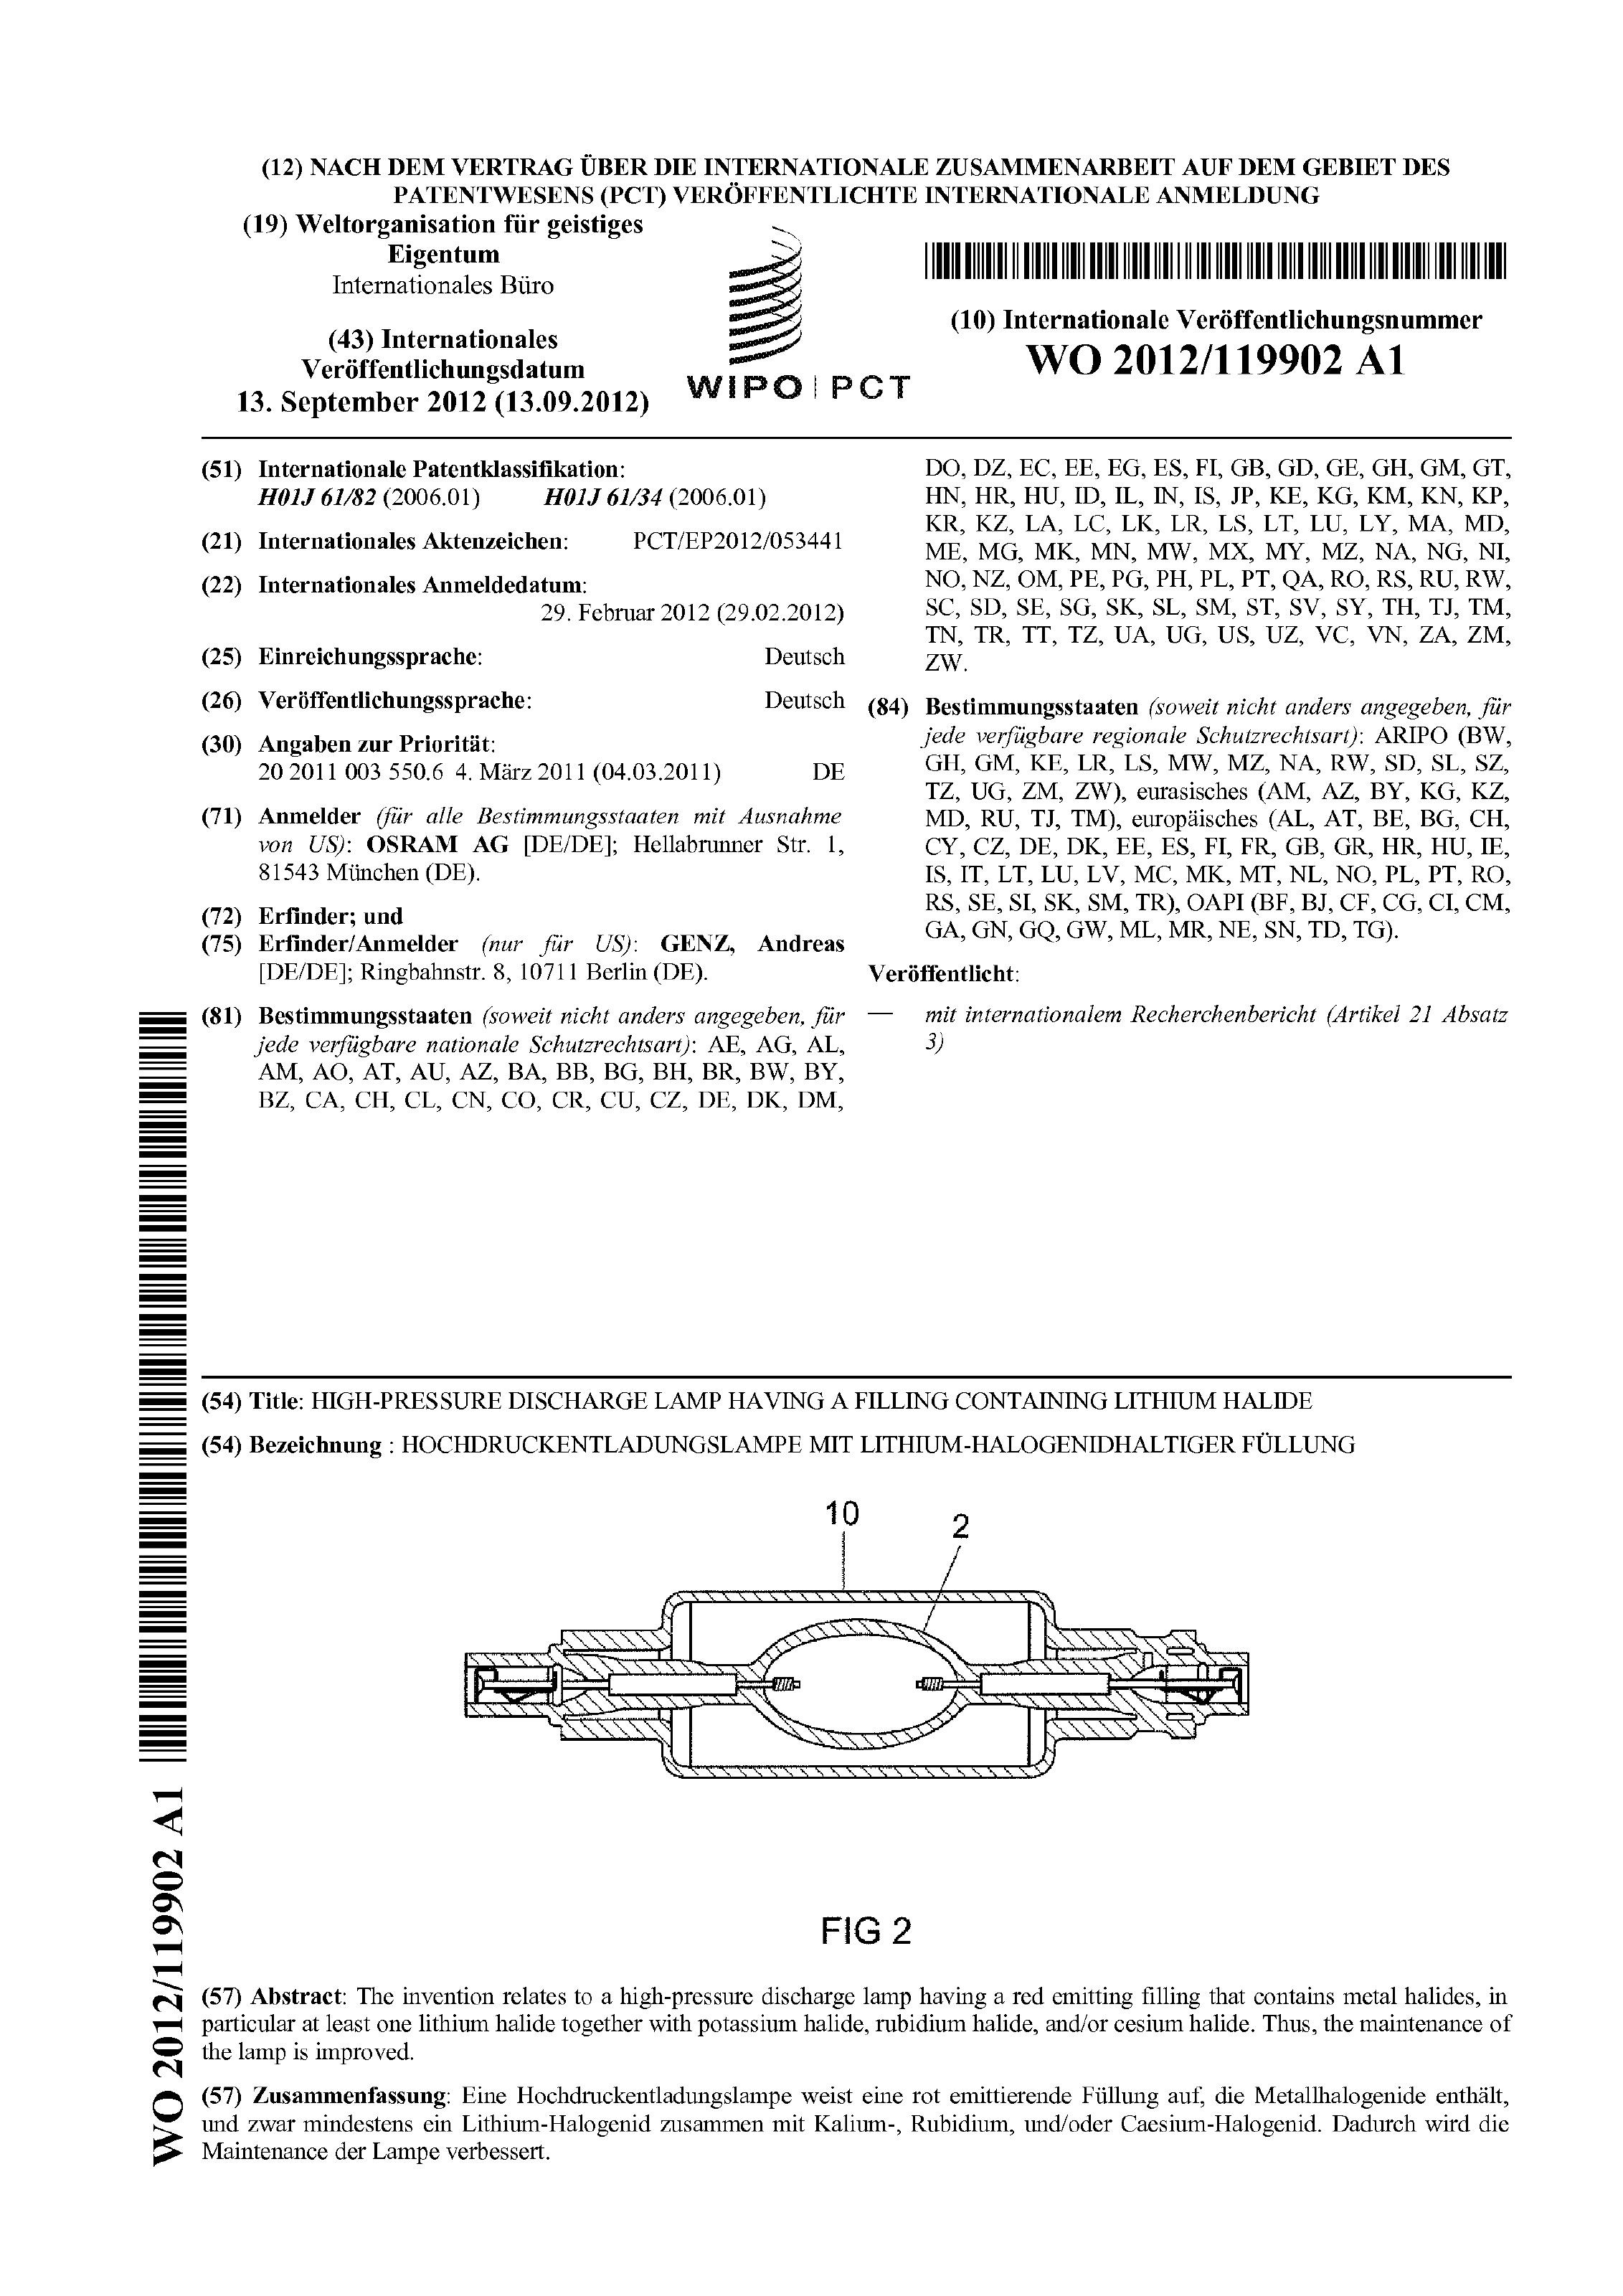 (12) NACH DEM VERTRAG ÜBER DIE INTERNATIONALE ZUSAMMENARBEIT AUF DEM GEBIET DES
PATENTWESENS (PCT) VERÖFFENTLICHTE INTERNATIONALE ANMELDUNG
(19) Weltorganisation für geistiges
Eigentum
Internationales Büro
(43) Internationales
Veröffentlichungsdatum
13. September 2012 (13.09.2012)
WIPO | PCT
(10) Internationale Veröffentlichungsnummer
WO 2012/119902 A1
(51) Internationale Patentklassifikation:
H01J 61/82 (2006.01) H01J 61/34 (2006.01)
(21) Internationales Aktenzeichen: PCT/EP2012/053441
(22) Internationales Anmeldedatum:
29. Februar 2012 (29.02.2012)
(25) Einreichungssprache: Deutsch
(26) Veröffentlichungssprache: Deutsch
(30) Angaben zur Priorität:
20 2011 003 550.6 4. März 2011 (04.03.2011) DE
(71) Anmelder (für alle Bestimmungsstaaten mit Ausnahme
von US): OSRAM AG [DE/DE]; Hellabrunner Str. 1,
81543 München (DE).
(72) Erfinder; und
(75) Erfinder/Anmelder (nur für US): GENZ, Andreas
[DE/DE]; Ringbahnstr. 8, 10711 Berlin (DE).
(81) Bestimmungsstaaten (soweit nicht anders angegeben, für
jede verfügbare nationale Schutzrechtsart): AE, AG, AL,
AM, AO, AT, AU, AZ, BA, BB, BG, BH, BR, BW, BY,
BZ, CA, CH, CL, CN, CO, CR, CU, CZ, DE, DK, DM,
DO, DZ, EC, EE, EG, ES, FI, GB, GD, GE, GH, GM, GT,
HN, HR, HU, ID, IL, IN, IS, JP, KE, KG, KM, KN, KP,
KR, KZ, LA, LC, LK, LR, LS, LT, LU, LY, MA, MD,
ME, MG, MK, MN, MW, MX, MY, MZ, NA, NG, NI,
NO, NZ, OM, PE, PG, PH, PL, PT, QA, RO, RS, RU, RW,
SC, SD, SE, SG, SK, SL, SM, ST, SV, SY, TH, TJ, TM,
TN, TR, TT, TZ, UA, UG, US, UZ, VC, VN, ZA, ZM,
ZW.
(84) Bestimmungsstaaten (soweit nicht anders angegeben, für
jede verfügbare regionale Schutzrechtsart): ARIPO (BW,
GH, GM, KE, LR, LS, MW, MZ, NA, RW, SD, SL, SZ,
TZ, UG, ZM, ZW), eurasisches (AM, AZ, BY, KG, KZ,
MD, RU, TJ, TM), europäisches (AL, AT, BE, BG, CH,
CY, CZ, DE, DK, EE, ES, FI, FR, GB, GR, HR, HU, IE,
IS, IT, LT, LU, LV, MC, MK, MT, NL, NO, PL, PT, RO,
RS, SE, SI, SK, SM, TR), OAPI (BF, BJ, CF, CG, CI, CM,
GA, GN, GQ, GW, ML, MR, NE, SN, TD, TG).
Veröffentlicht:
— mit internationalem Recherchenbericht (Artikel 21 Absatz
3)
(54) Title: HIGH-PRESSURE DISCHARGE LAMP HAVING A FILLING CONTAINING LITHIUM HALIDE
(54) Bezeichnung : HOCHDRUCKENTLADUNGSLAMPE MIT LITHIUM-HALOGENIDHALTIGER FÜLLUNG
10
2
FIG 2
(57) Abstract: The invention relates to a high-pressure discharge lamp having a red emitting filling that contains metal halides, in
particular at least one lithium halide together with potassium halide, rubidium halide, and/or cesium halide. Thus, the maintenance of
the lamp is improved.
(57) Zusammenfassung: Eine Hochdruckentladungslampe weist eine rot emittierende Füllung auf, die Metallhalogenide enthält,
und zwar mindestens ein Lithium-Halogenid zusammen mit Kalium-, Rubidium, und/oder Caesium-Halogenid. Dadurch wird die
Maintenance der Lampe verbessert.
WO 2012/119902 A1